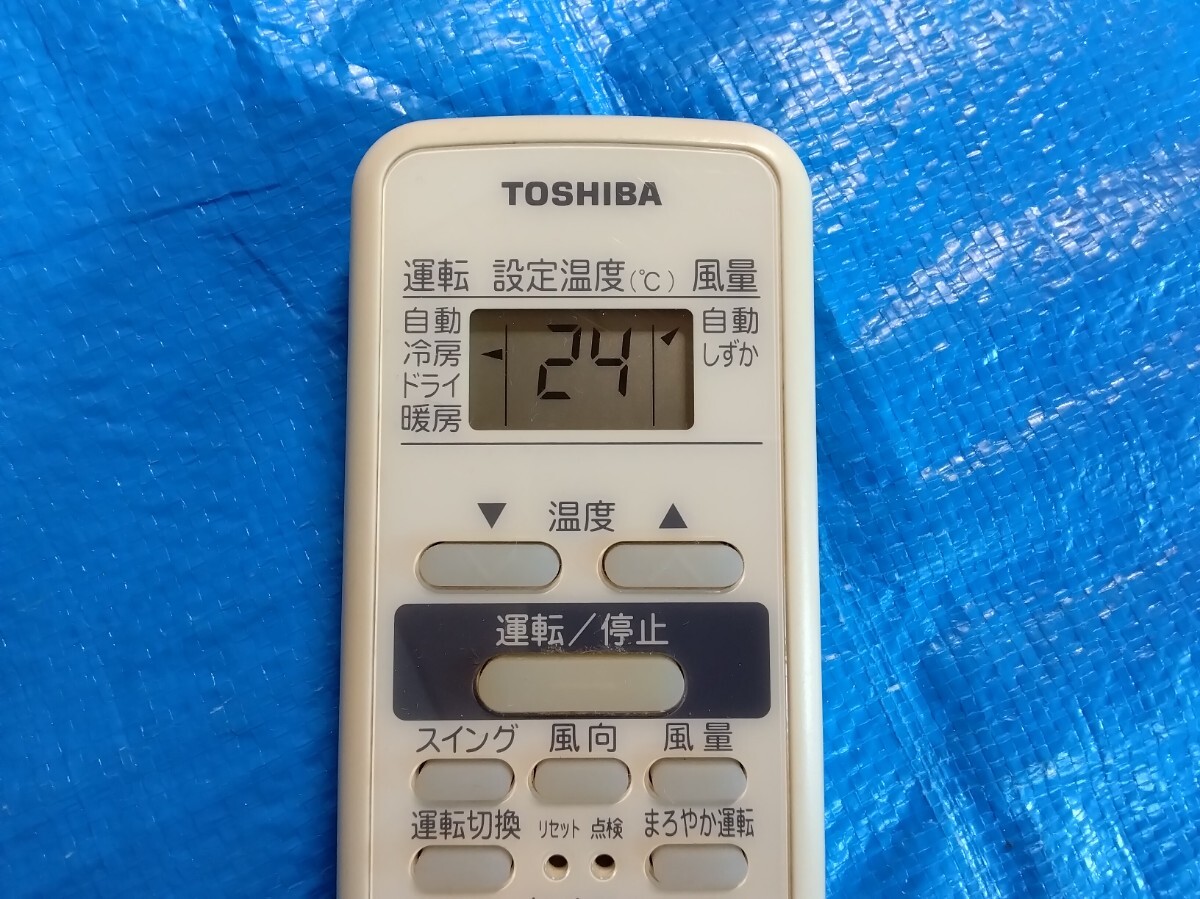 TOSHIBA
運転 設定温度(℃) 風量
自動 24 自動
冷房 しずか
ドライ
暖房
▼ 温度 ▲
運転/停止
スイング 風向 風量
運転切換 リセット 点検 まろやか運転